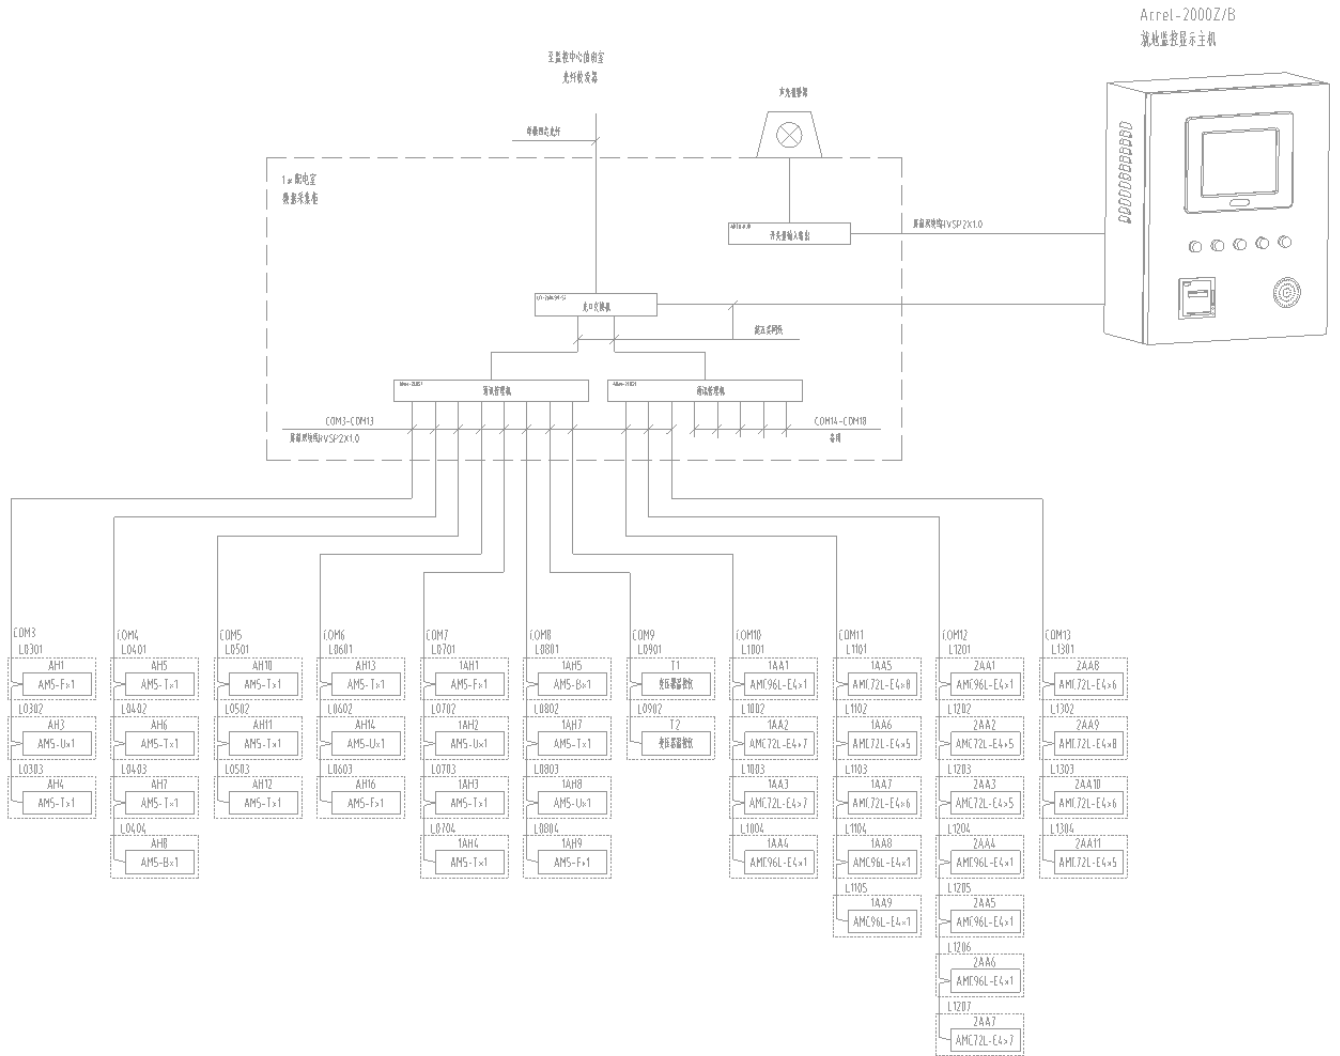 Acrel-2000Z/B
就地监控显示主机
至监控中心值班室
光纤收发器
声光报警器
单模四芯光纤
1#配电室
数据采集柜
开关量输入输出
屏蔽双绞线RVSP2X1.0
光口交换机
超五类网线
通讯管理机
通讯管理机
COM3-COM13
COM14-COM18
屏蔽双绞线RVSP2X1.0
备用
COM3
L0301
AH1
AM5-F×1
L0302
AH3
AM5-U×1
L0303
AH4
AM5-T×1
COM4
L0401
AH5
AM5-T×1
L0402
AH6
AM5-T×1
L0403
AH7
AM5-T×1
L0404
AH8
AM5-B×1
COM5
L0501
AH10
AM5-T×1
L0502
AH11
AM5-T×1
L0503
AH12
AM5-T×1
COM6
L0601
AH13
AM5-T×1
L0602
AH14
AM5-U×1
L0603
AH16
AM5-F×1
COM7
L0701
1AH1
AM5-F×1
L0702
1AH2
AM5-U×1
L0703
1AH3
AM5-T×1
L0704
1AH4
AM5-T×1
COM8
L0801
1AH5
AM5-B×1
L0802
1AH7
AM5-T×1
L0803
1AH8
AM5-U×1
L0804
1AH9
AM5-F×1
COM9
L0901
T1
变压器温控仪
L0902
T2
变压器温控仪
COM10
L1001
1AA1
AMC96L-E4×1
L1002
1AA2
AMC72L-E4×7
L1003
1AA3
AMC72L-E4×7
L1004
1AA4
AMC96L-E4×1
COM11
L1101
1AA5
AMC72L-E4×8
L1102
1AA6
AMC72L-E4×5
L1103
1AA7
AMC72L-E4×6
L1104
1AA8
AMC96L-E4×1
L1105
1AA9
AMC96L-E4×1
COM12
L1201
2AA1
AMC96L-E4×1
L1202
2AA2
AMC72L-E4×5
L1203
2AA3
AMC72L-E4×5
L1204
2AA4
AMC96L-E4×1
L1205
2AA5
AMC96L-E4×1
L1206
2AA6
AMC96L-E4×1
L1207
2AA7
AMC72L-E4×7
COM13
L1301
2AA8
AMC72L-E4×6
L1302
2AA9
AMC72L-E4×8
L1303
2AA10
AMC72L-E4×6
L1304
2AA11
AMC72L-E4×5